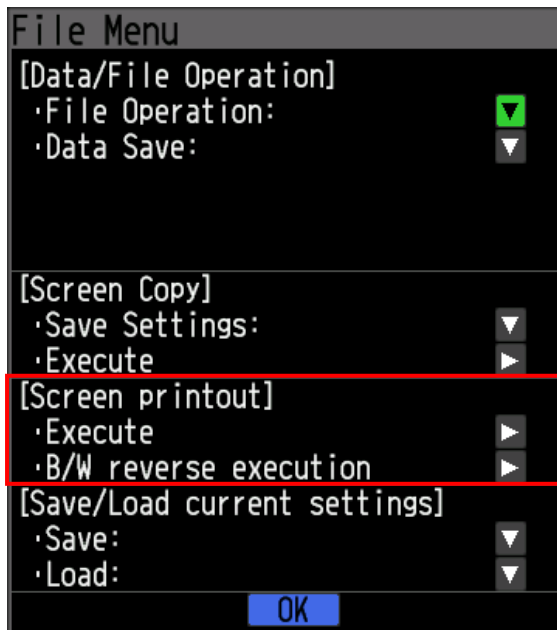 File Menu
[Data/File Operation]
･File Operation:
･Data Save:
[Screen Copy]
･Save Settings:
･Execute
[Screen printout]
･Execute
･B/W reverse execution
[Save/Load current settings]
･Save:
･Load:
OK